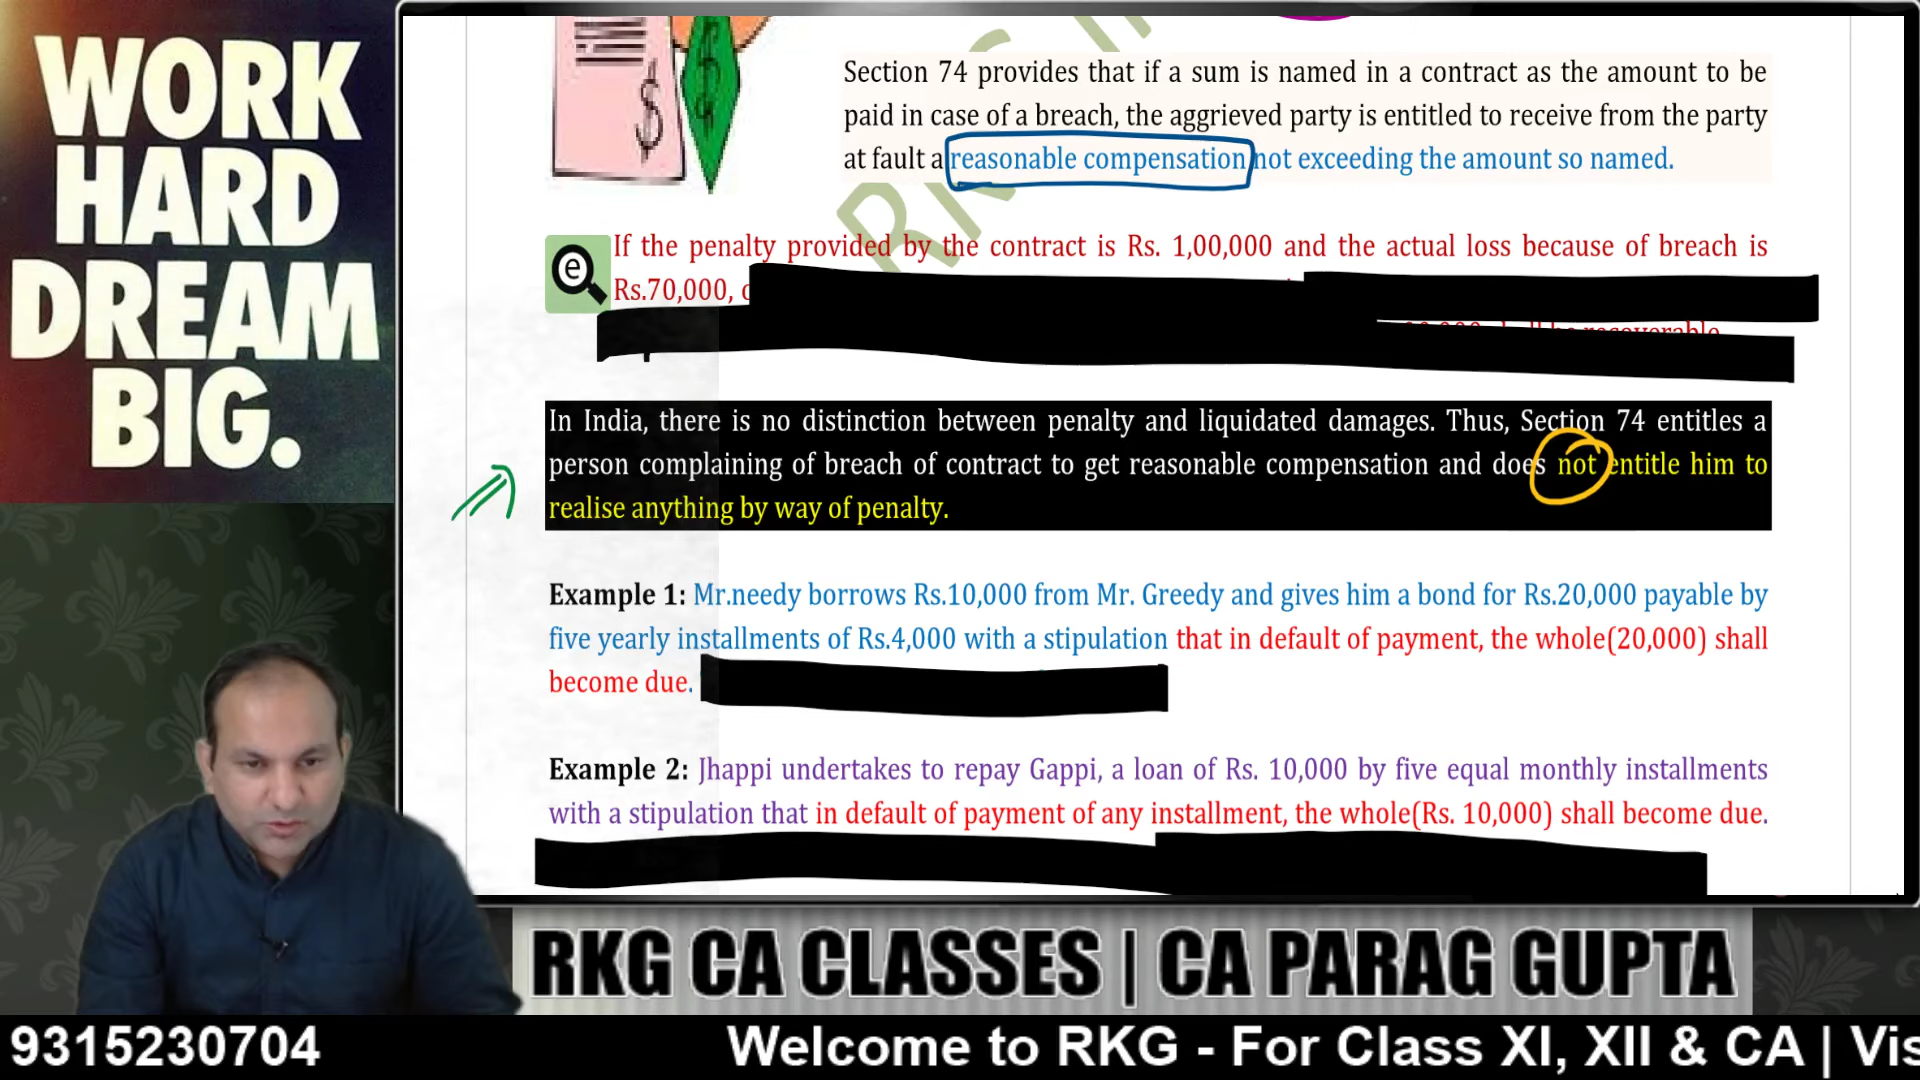 WORK
HARD
DREAM
BIG.
Section 74 provides that if a sum is named in a contract as the amount to be
paid in case of a breach, the aggrieved party is entitled to receive from the party
at fault a reasonable compensation not exceeding the amount so named.
If the penalty provided by the contract is Rs. 1,00,000 and the actual loss because of breach is
Rs.70,000,
shall be recoverable
In India, there is no distinction between penalty and liquidated damages. Thus, Section 74 entitles a
person complaining of breach of contract to get reasonable compensation and does not entitle him to
realise anything by way of penalty.
Example 1: Mr.needy borrows Rs.10,000 from Mr. Greedy and gives him a bond for Rs.20,000 payable by
five yearly installments of Rs.4,000 with a stipulation that in default of payment, the whole(20,000) shall
become due.
Example 2: Jhappi undertakes to repay Gappi, a loan of Rs. 10,000 by five equal monthly installments
with a stipulation that in default of payment of any installment, the whole(Rs. 10,000) shall become due.
RKG CA CLASSES | CA PARAG GUPTA
9315230704
Welcome to RKG - For Class XI, XII & CA | Vis